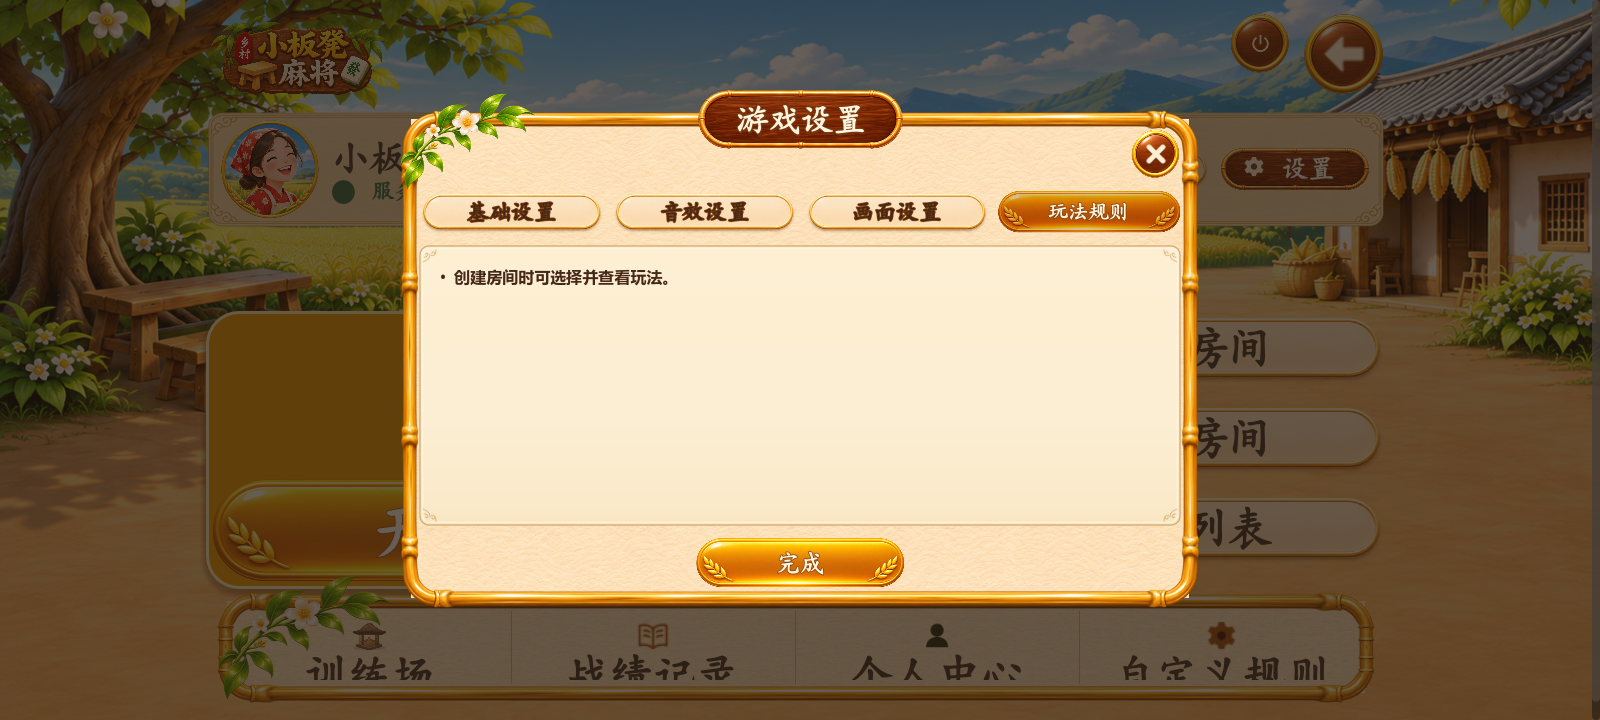 乡村
小板凳
麻将
發
游戏设置
小板
服务
设置
基础设置
音效设置
画面设置
玩法规则
• 创建房间时可选择并查看玩法。
房间
房间
列表
开
完成
训练场
战绩记录
个人中心
自定义规则